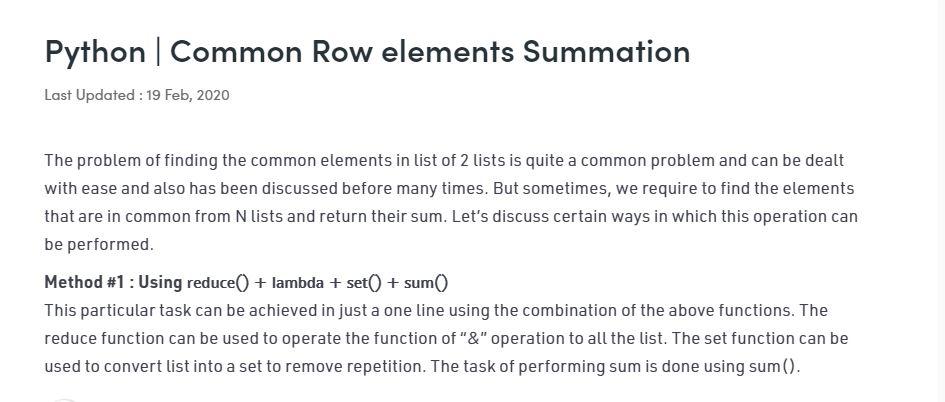 Python | Common Row elements Summation
Last Updated : 19 Feb, 2020
The problem of finding the common elements in list of 2 lists is quite a common problem and can be dealt
with ease and also has been discussed before many times. But sometimes, we require to find the elements
that are in common from N lists and return their sum. Let’s discuss certain ways in which this operation can
be performed.
Method #1 : Using reduce() + lambda + set() + sum()
This particular task can be achieved in just a one line using the combination of the above functions. The
reduce function can be used to operate the function of “&” operation to all the list. The set function can be
used to convert list into a set to remove repetition. The task of performing sum is done using sum().